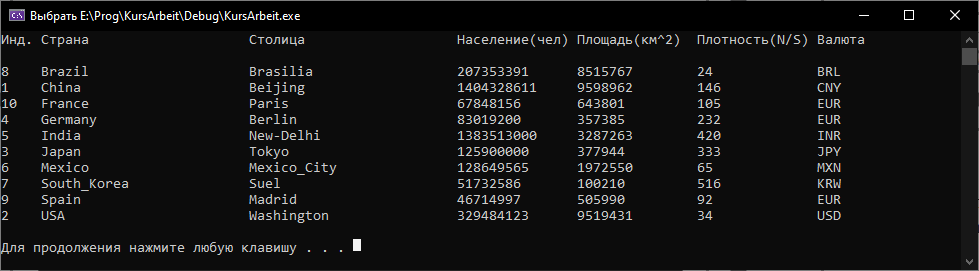 Выбрать E:\Prog\KursArbeit\Debug\KursArbeit.exe
Инд. Страна Столица Население(чел) Площадь(км^2) Плотность(N/S) Валюта
8 Brazil Brasilia 207353391 8515767 24 BRL
1 China Beijing 1404328611 9598962 146 CNY
10 France Paris 67848156 643801 105 EUR
4 Germany Berlin 83019200 357385 232 EUR
5 India New-Delhi 1383513000 3287263 420 INR
3 Japan Tokyo 125900000 377944 333 JPY
6 Mexico Mexico_City 128649565 1972550 65 MXN
7 South_Korea Suel 51732586 100210 516 KRW
9 Spain Madrid 46714997 505990 92 EUR
2 USA Washington 329484123 9519431 34 USD
Для продолжения нажмите любую клавишу . . .